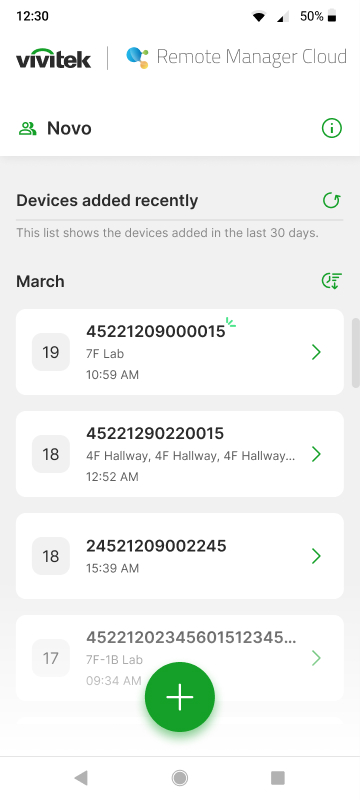 12:30
50%
vivitek
Remote Manager Cloud
Novo
Devices added recently
This list shows the devices added in the last 30 days.
March
19
45221209000015
7F Lab
10:59 AM
18
45221290220015
4F Hallway, 4F Hallway, 4F Hallway...
12:52 AM
18
24521209002245
15:39 AM
17
45221202345601512345...
7F-1B Lab
09:34 AM